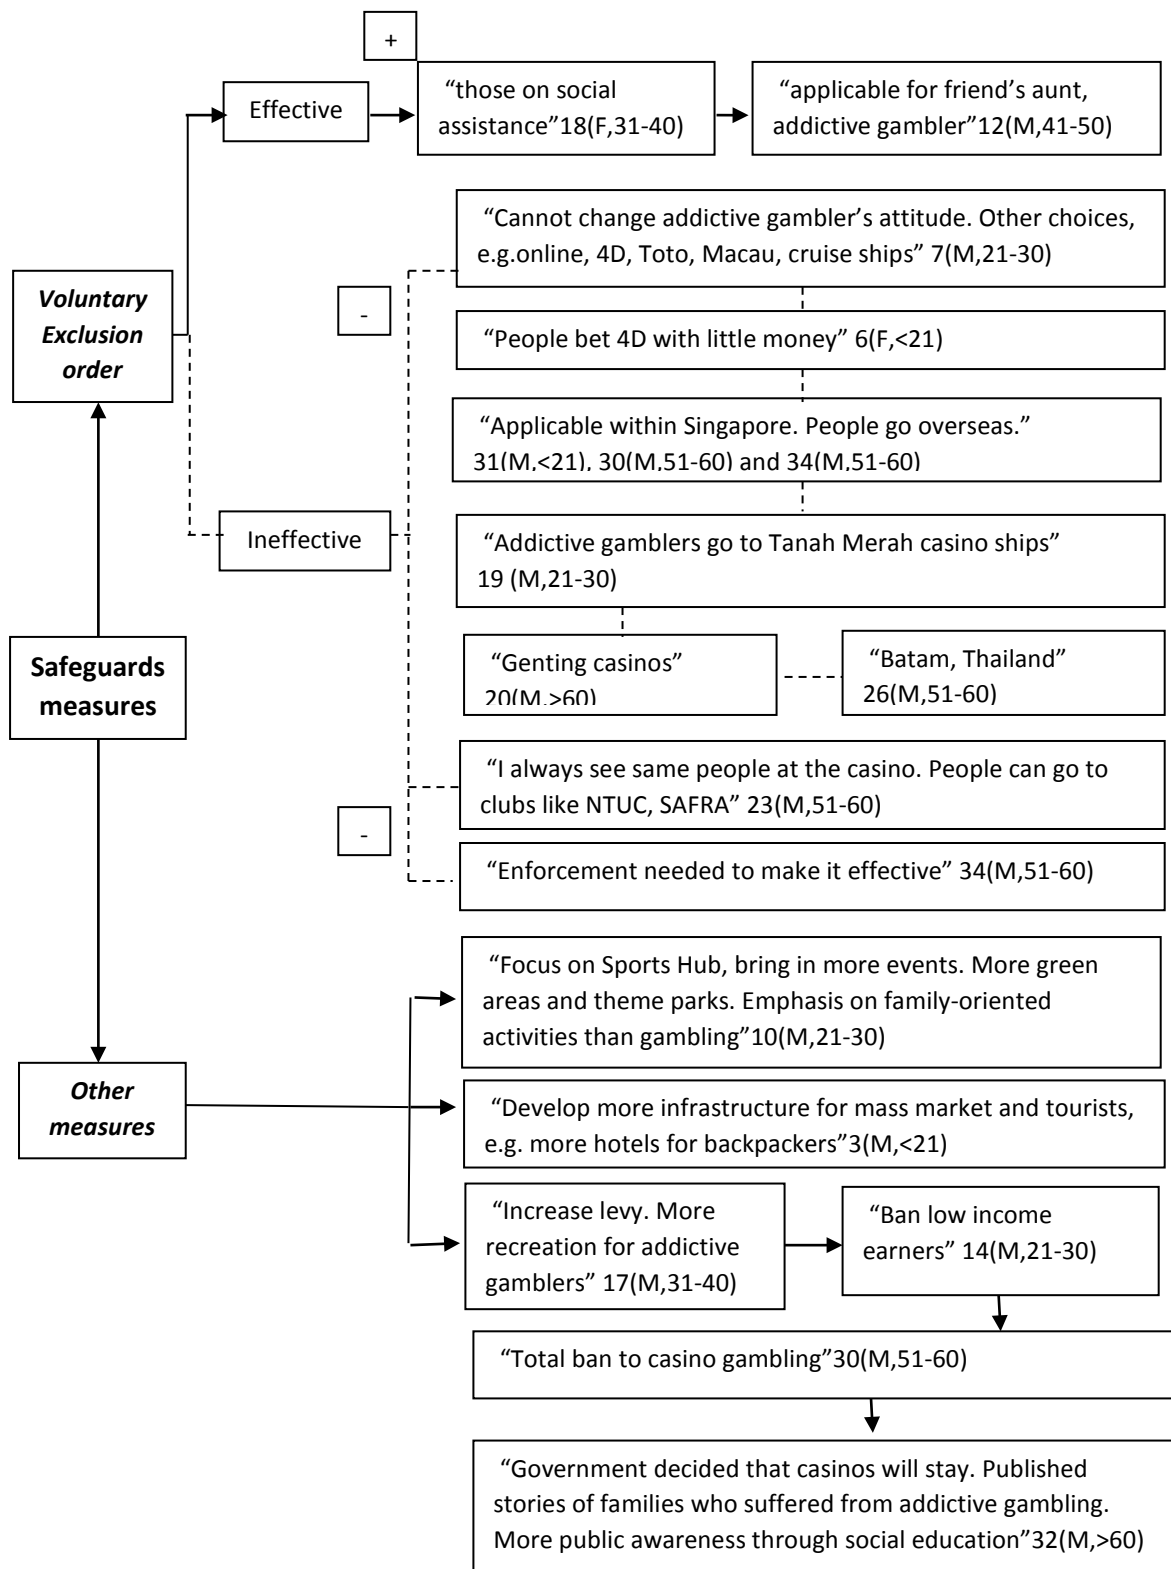 +
Effective
“those on social
assistance”18(F,31-40)
“applicable for friend’s aunt,
addictive gambler”12(M,41-50)
Voluntary
Exclusion
order
-
“Cannot change addictive gambler’s attitude. Other choices,
e.g.online, 4D, Toto, Macau, cruise ships” 7(M,21-30)
“People bet 4D with little money” 6(F,<21)
“Applicable within Singapore. People go overseas.”
31(M,<21), 30(M,51-60) and 34(M,51-60)
Ineffective
“Addictive gamblers go to Tanah Merah casino ships”
19 (M,21-30)
“Genting casinos”
20(M,>60)
“Batam, Thailand”
26(M,51-60)
Safeguards
measures
“I always see same people at the casino. People can go to
clubs like NTUC, SAFRA” 23(M,51-60)
-
“Enforcement needed to make it effective” 34(M,51-60)
“Focus on Sports Hub, bring in more events. More green
areas and theme parks. Emphasis on family-oriented
activities than gambling”10(M,21-30)
Other
measures
“Develop more infrastructure for mass market and tourists,
e.g. more hotels for backpackers”3(M,<21)
“Increase levy. More
recreation for addictive
gamblers” 17(M,31-40)
“Ban low income
earners” 14(M,21-30)
“Total ban to casino gambling”30(M,51-60)
“Government decided that casinos will stay. Published
stories of families who suffered from addictive gambling.
More public awareness through social education”32(M,>60)